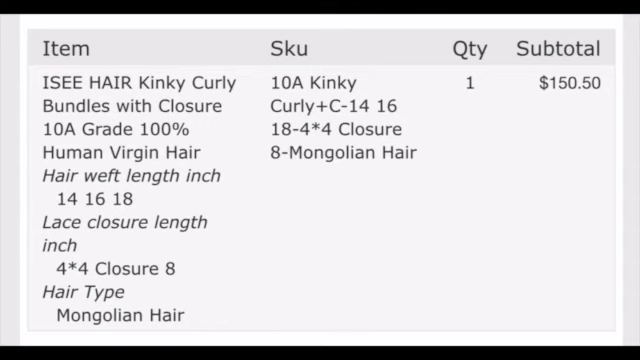 Item Sku Qty Subtotal
ISEE HAIR Kinky Curly 10A Kinky 1 $150.50
Bundles with Closure Curly+C-14 16
10A Grade 100% 18-4*4 Closure
Human Virgin Hair 8-Mongolian Hair
Hair weft length inch
14 16 18
Lace closure length
inch
4*4 Closure 8
Hair Type
Mongolian Hair